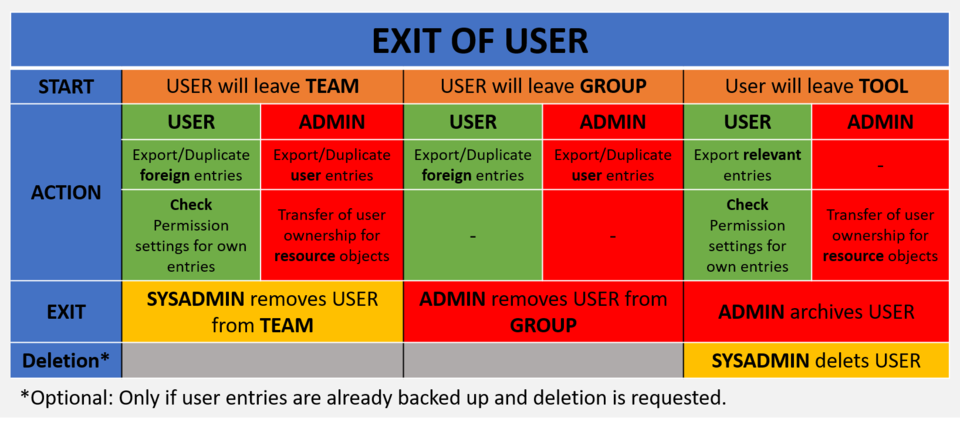 EXIT OF USER
START
USER will leave TEAM
USER will leave GROUP
User will leave TOOL
ACTION
USER
ADMIN
USER
ADMIN
USER
ADMIN
Export/Duplicate
foreign entries
Export/Duplicate
user entries
Export/Duplicate
foreign entries
Export/Duplicate
user entries
Export relevant
entries
-
Check
Permission
settings for own
entries
Transfer of user
ownership for
resource objects
-
-
Check
Permission
settings for own
entries
Transfer of user
ownership for
resource objects
EXIT
SYSADMIN removes USER
from TEAM
ADMIN removes USER from
GROUP
ADMIN archives USER
Deletion*
SYSADMIN delets USER
*Optional: Only if user entries are already backed up and deletion is requested.